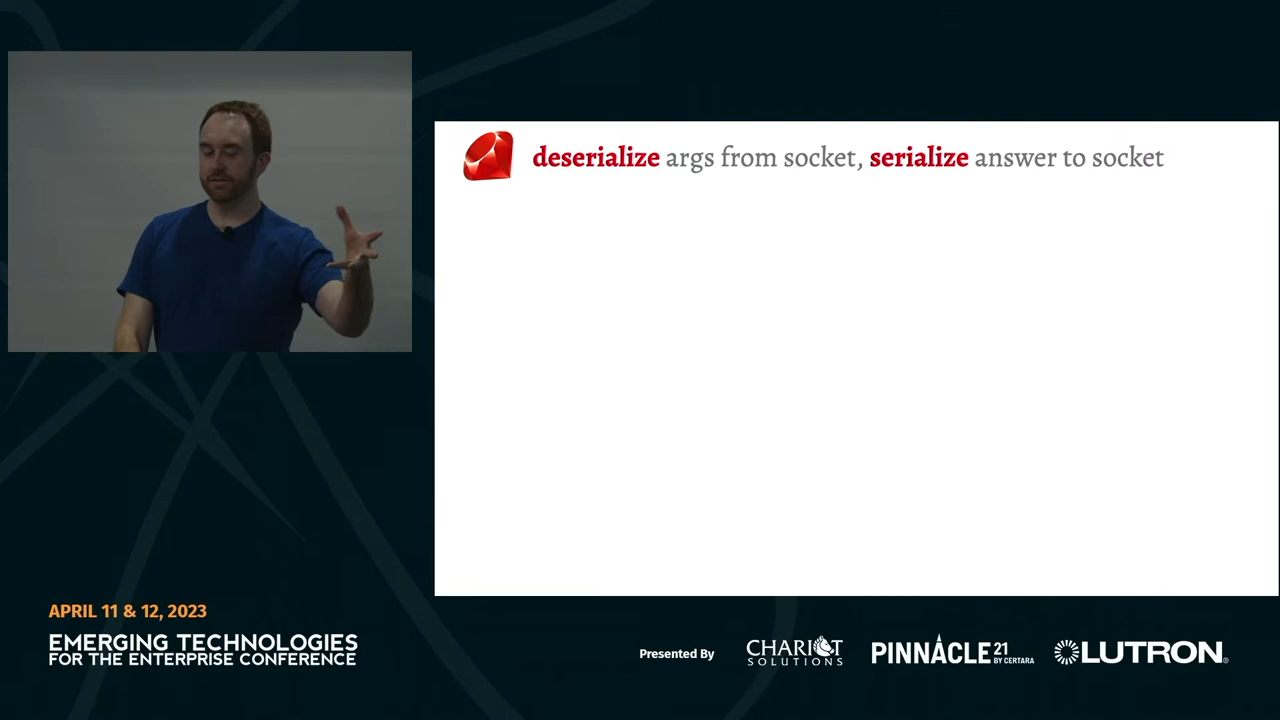 deserialize args from socket, serialize answer to socket
APRIL 11 & 12, 2023
EMERGING TECHNOLOGIES
FOR THE ENTERPRISE CONFERENCE
Presented By
CHARIOT
SOLUTIONS
PINNACLE 21
BY CERTARA
LUTRON®